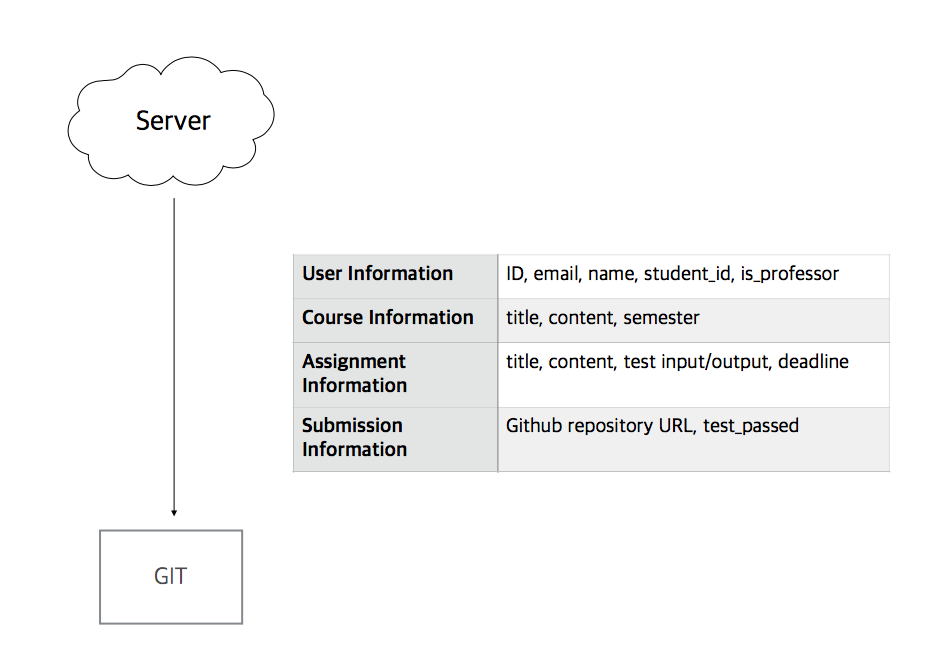 Server
User Information
ID, email, name, student_id, is_professor
Course Information
title, content, semester
Assignment
Information
title, content, test input/output, deadline
Submission
Information
Github repository URL, test_passed
GIT